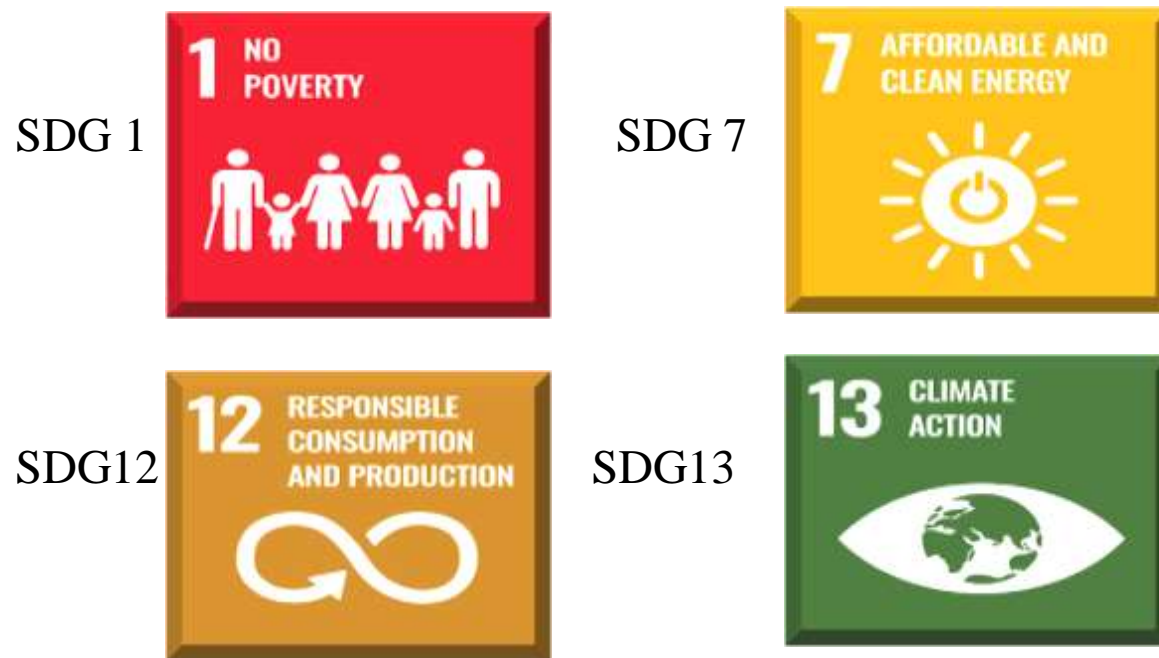 SDG 1
1 NO
POVERTY
SDG 7
7 AFFORDABLE AND
CLEAN ENERGY
SDG12
12 RESPONSIBLE
CONSUMPTION
AND PRODUCTION
SDG13
13 CLIMATE
ACTION